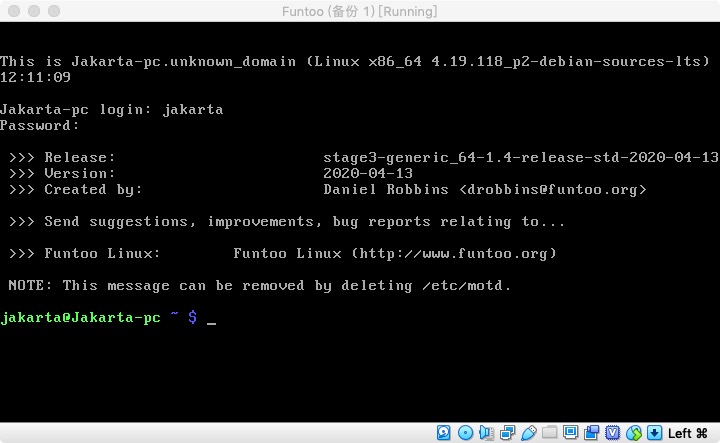 Funtoo (备份 1) [Running]
This is Jakarta-pc.unknown_domain (Linux x86_64 4.19.118_p2-debian-sources-lts)
12:11:09
Jakarta-pc login: jakarta
Password:
>>> Release: stage3-generic_64-1.4-release-std-2020-04-13
>>> Version: 2020-04-13
>>> Created by: Daniel Robbins <drobbins@funtoo.org>
>>> Send suggestions, improvements, bug reports relating to...
>>> Funtoo Linux: Funtoo Linux (http://www.funtoo.org)
NOTE: This message can be removed by deleting /etc/motd.
jakarta@Jakarta-pc ~ $ _
Left ⌘